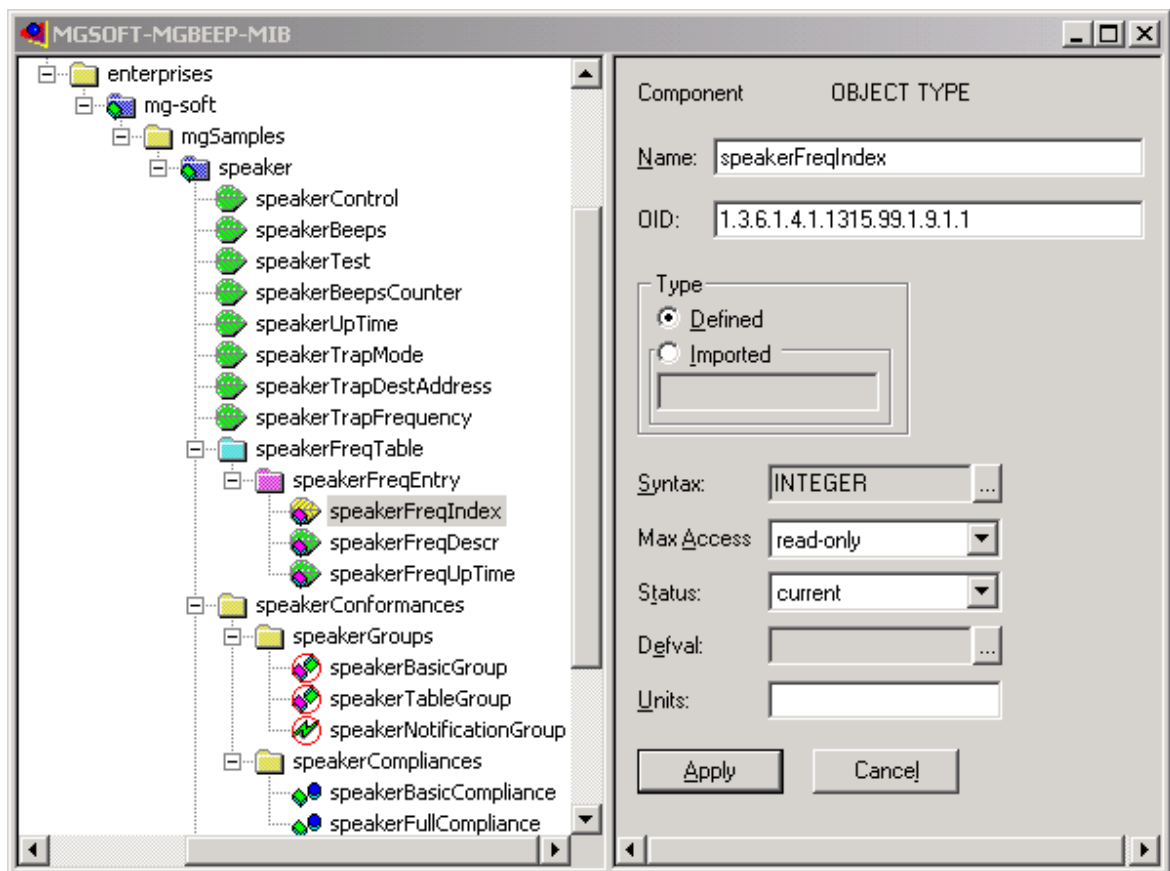 MGSOFT-MGBEEP-MIB
enterprises
mg-soft
mgSamples
speaker
speakerControl
speakerBeeps
speakerTest
speakerBeepsCounter
speakerUpTime
speakerTrapMode
speakerTrapDestAddress
speakerTrapFrequency
speakerFreqTable
speakerFreqEntry
speakerFreqIndex
speakerFreqDescr
speakerFreqUpTime
speakerConformances
speakerGroups
speakerBasicGroup
speakerTableGroup
speakerNotificationGroup
speakerCompliances
speakerBasicCompliance
speakerFullCompliance
Component OBJECT TYPE
Name: speakerFreqIndex
OID: 1.3.6.1.4.1.1315.99.1.9.1.1
Type
Defined
Imported
Syntax: INTEGER ...
Max Access read-only
Status: current
Defval: ...
Units:
Apply Cancel